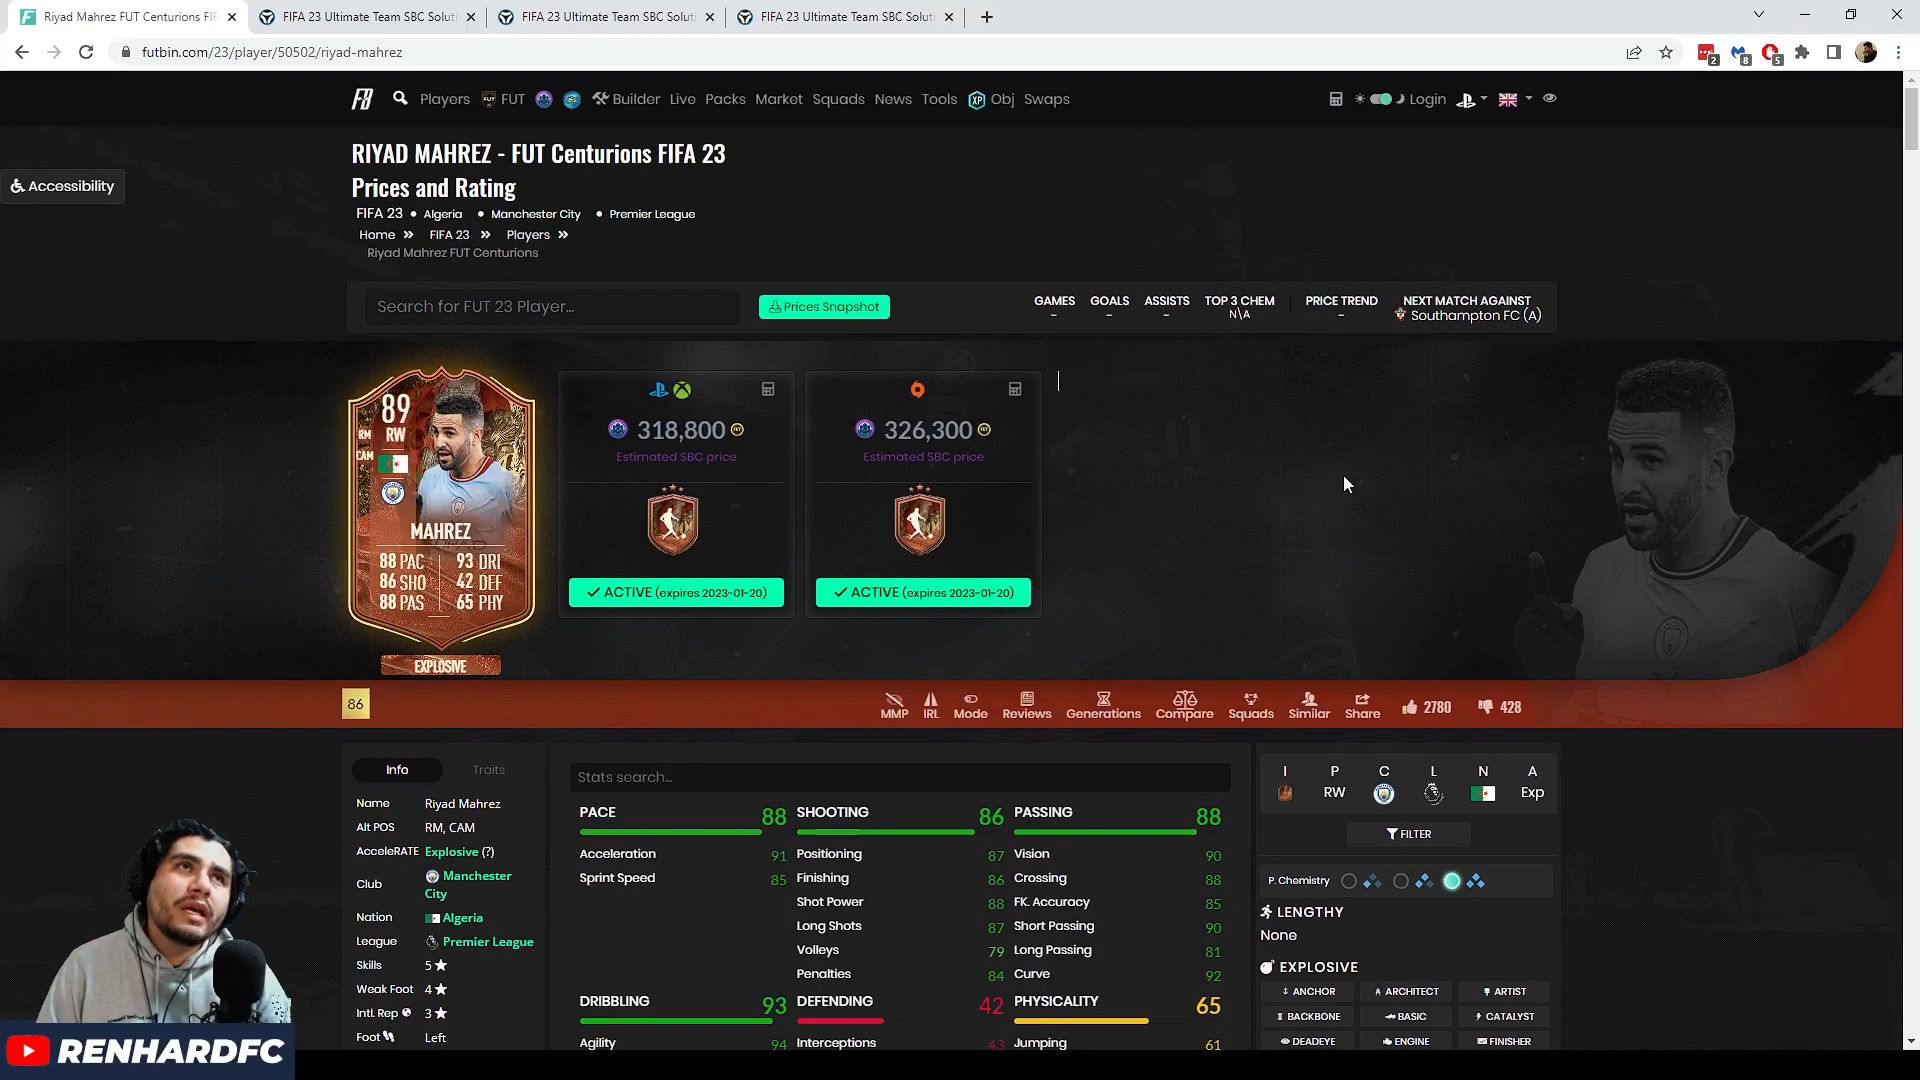 Riyad Mahrez FUT Centurions FIF
FIFA 23 Ultimate Team SBC Soluti
FIFA 23 Ultimate Team SBC Soluti
FIFA 23 Ultimate Team SBC Soluti
futbin.com/23/player/50502/riyad-mahrez
2
8
5
Players
FUT
Builder
Live
Packs
Market
Squads
News
Tools
XP
Obj
Swaps
Login
RIYAD MAHREZ - FUT Centurions FIFA 23
Prices and Rating
FIFA 23 • Algeria • Manchester City • Premier League
Home » FIFA 23 » Players »
Riyad Mahrez FUT Centurions
Accessibility
Search for FUT 23 Player...
Prices Snapshot
GAMES
-
GOALS
-
ASSISTS
-
TOP 3 CHEM
N\A
PRICE TREND
-
NEXT MATCH AGAINST
Southampton FC (A)
89
RW
RM
CAM
MAHREZ
88 PAC 93 DRI
86 SHO 42 DEF
88 PAS 65 PHY
EXPLOSIVE
318,800
Estimated SBC price
ACTIVE (expires 2023-01-20)
326,300
Estimated SBC price
ACTIVE (expires 2023-01-20)
86
MMP
IRL
Mode
Reviews
Generations
Compare
Squads
Similar
Share
2780
428
Info
Traits
Name Riyad Mahrez
Alt POS RM, CAM
AcceleRATE Explosive (?)
Club Manchester
City
Nation Algeria
League Premier League
Skills 5★
Weak Foot 4★
Intl. Rep 3★
Foot Left
Stats search...
PACE 88
Acceleration 91
Sprint Speed 85
SHOOTING 86
Positioning 87
Finishing 86
Shot Power 88
Long Shots 87
Volleys 79
Penalties 84
PASSING 88
Vision 90
Crossing 88
FK. Accuracy 85
Short Passing 90
Long Passing 81
Curve 92
DRIBBLING 93
Agility 94
DEFENDING 42
Interceptions 43
PHYSICALITY 65
Jumping 61
I P C L N A
RW Exp
FILTER
P. Chemistry
LENGTHY
None
EXPLOSIVE
ANCHOR
ARCHITECT
ARTIST
BACKBONE
BASIC
CATALYST
DEADEYE
ENGINE
FINISHER
RENHARDFC